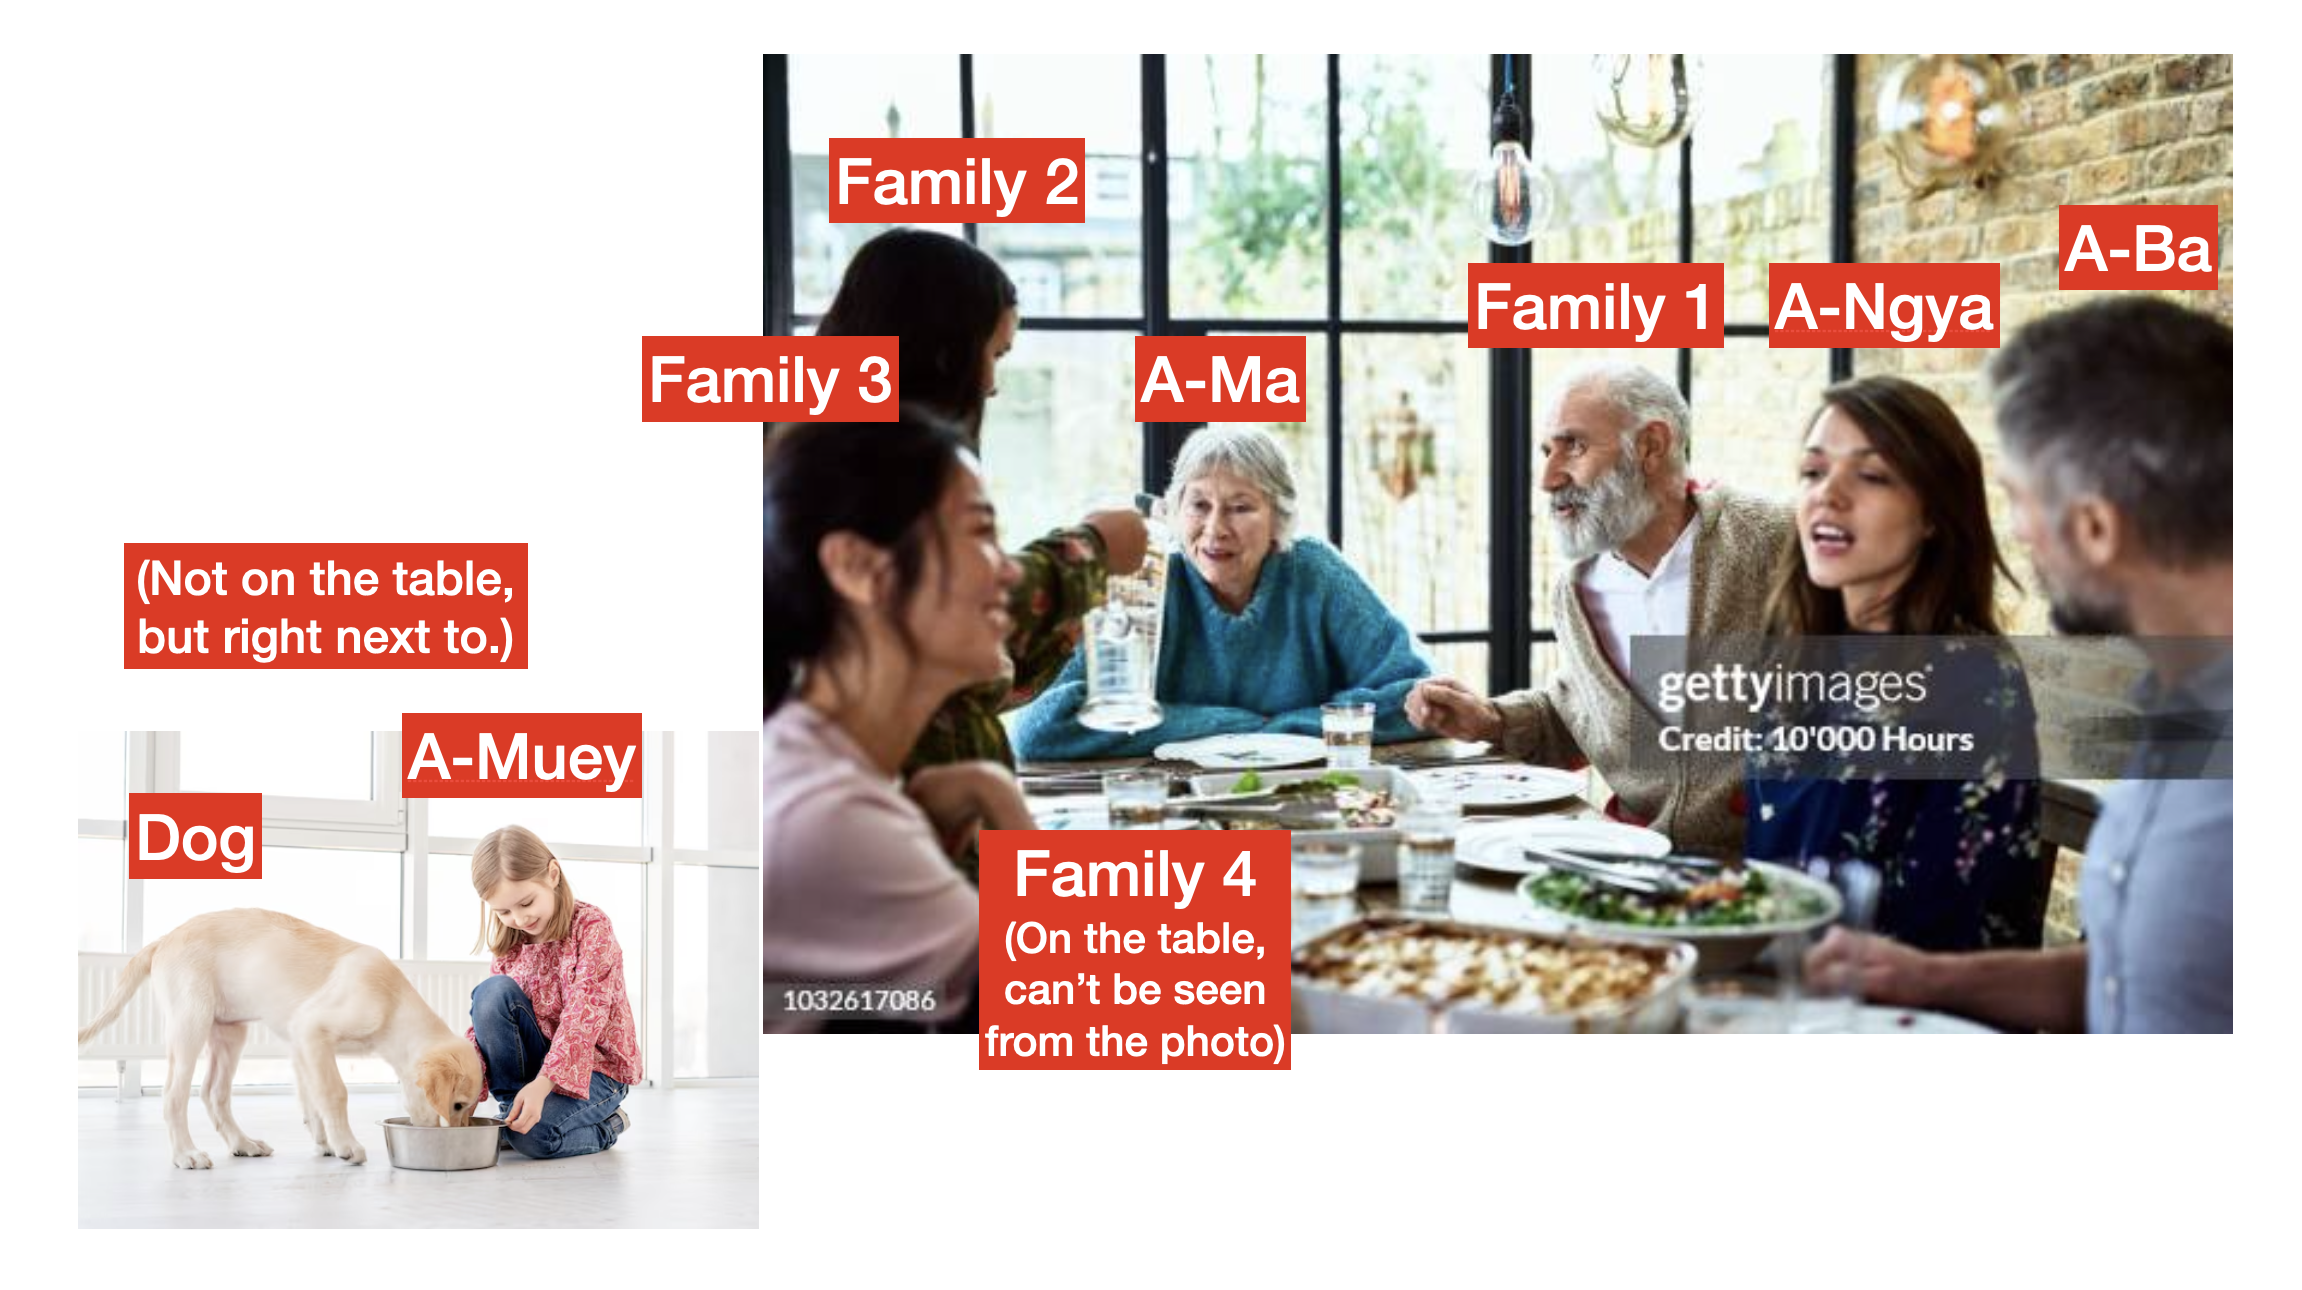 Family 2
A-Ba
Family 1
A-Ngya
Family 3
A-Ma
(Not on the table,
but right next to.)
gettyimages
Credit: 10'000 Hours
A-Muey
Dog
Family 4
(On the table,
can't be seen
from the photo)
1032617086